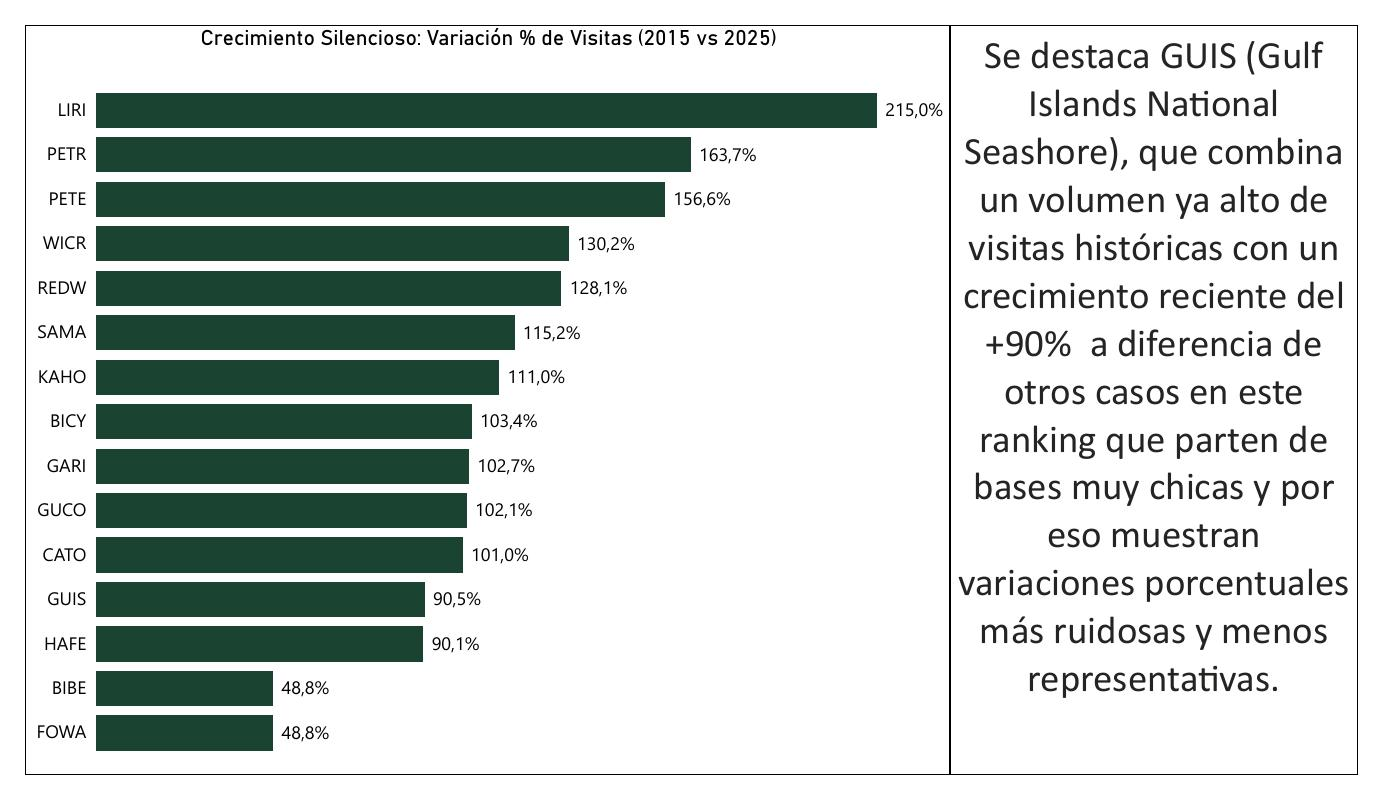 Crecimiento Silencioso: Variación % de Visitas (2015 vs 2025)
LIRI 215,0%
PETR 163,7%
PETE 156,6%
WICR 130,2%
REDW 128,1%
SAMA 115,2%
KAHO 111,0%
BICY 103,4%
GARI 102,7%
GUCO 102,1%
CATO 101,0%
GUIS 90,5%
HAFE 90,1%
BIBE 48,8%
FOWA 48,8%
Se destaca GUIS (Gulf
Islands National
Seashore), que combina
un volumen ya alto de
visitas históricas con un
crecimiento reciente del
+90%  a diferencia de
otros casos en este
ranking que parten de
bases muy chicas y por
eso muestran
variaciones porcentuales
más ruidosas y menos
representativas.